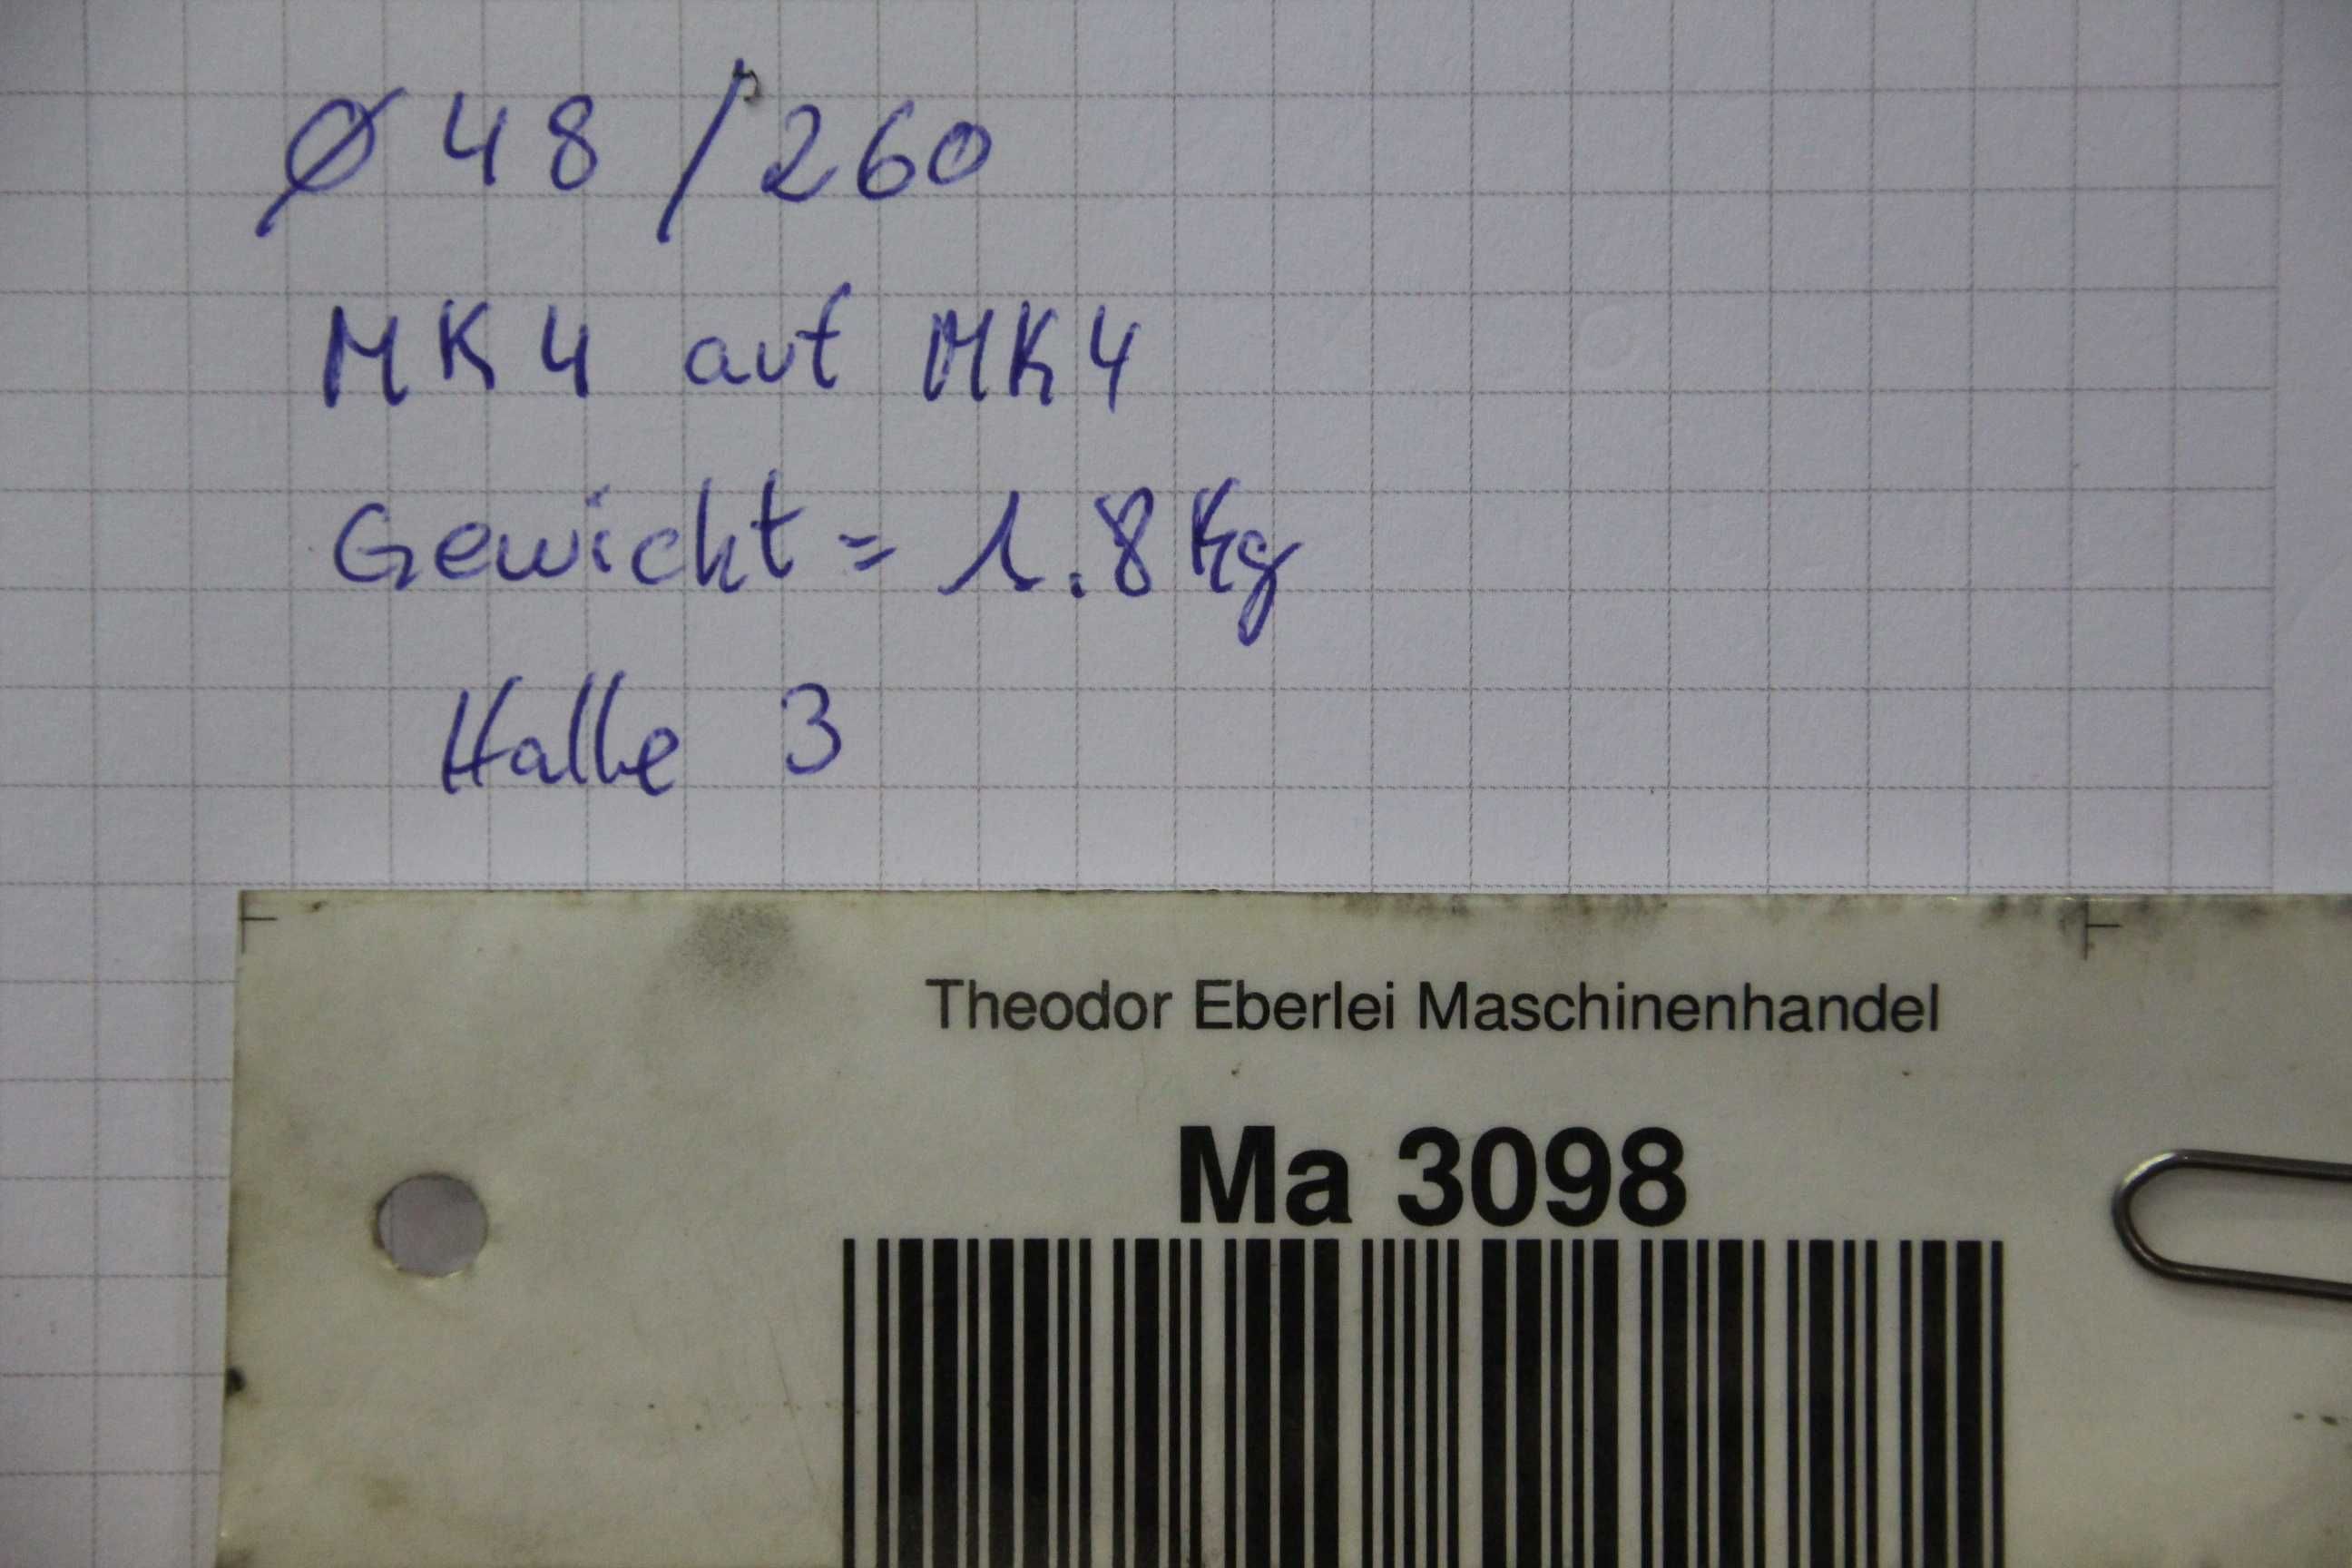 Ø 48 / 260
MK4 auf MK4
Gewicht = 1.8 Kg
Halle 3
Theodor Eberlei Maschinenhandel
Ma 3098